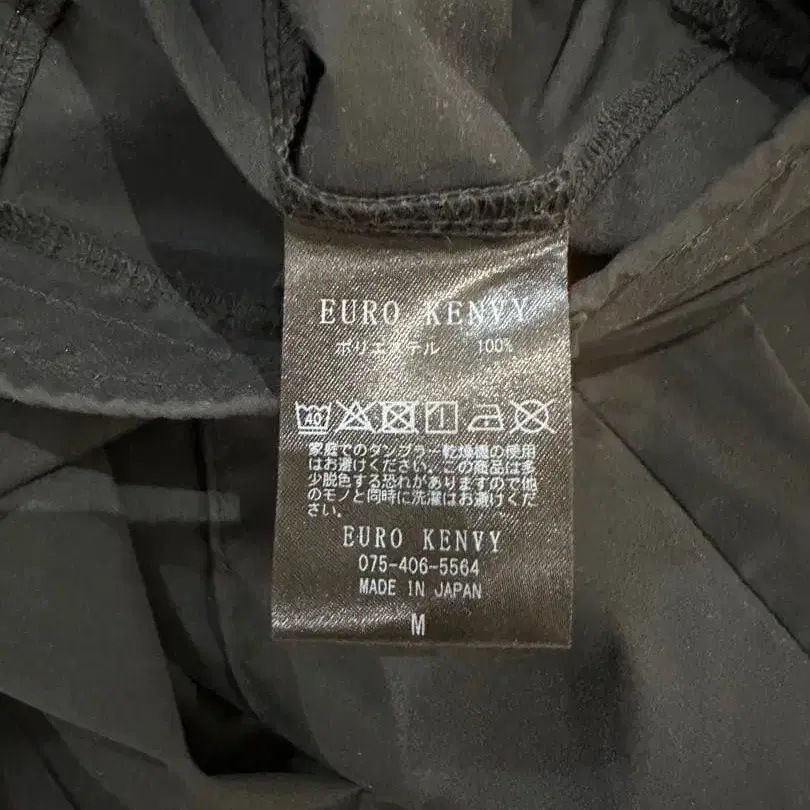 EURO KENVY
ポリエステル 100%
40
家庭でのタンブラー乾燥機の使用
はお避けください。この商品は多
少脱色する恐れがありますので他
のモノと同時に洗濯はお避けくだ
さい。
EURO KENVY
075-406-5564
MADE IN JAPAN
M